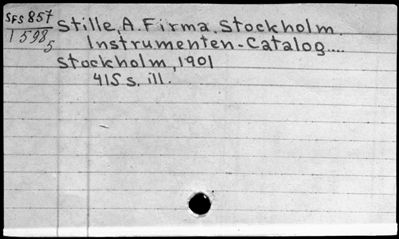 SFS 857 Stille, A. Firma. Stockholm.
1598,5 Instrumenten-Catalog....
Stockholm, 1901
415 s. ill.